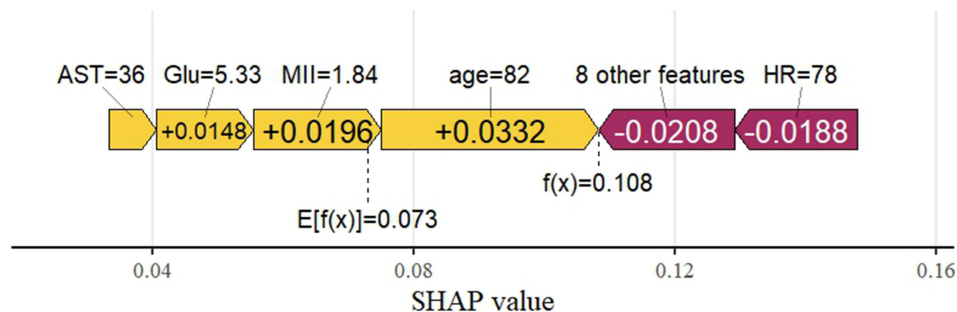 AST=36 Glu=5.33 MII=1.84 age=82 8 other features HR=78
+0.0148 +0.0196 +0.0332 -0.0208 -0.0188
f(x)=0.108
E[f(x)]=0.073
0.04 0.08 0.12 0.16
SHAP value